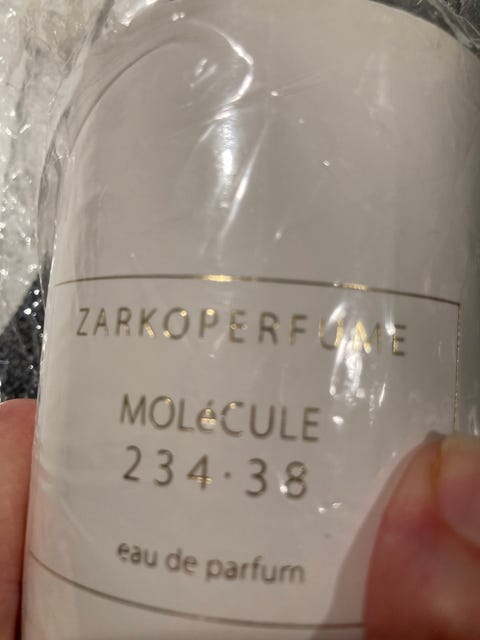 ZARKOPERFUME
MOLéCULE
234·38
eau de parfum